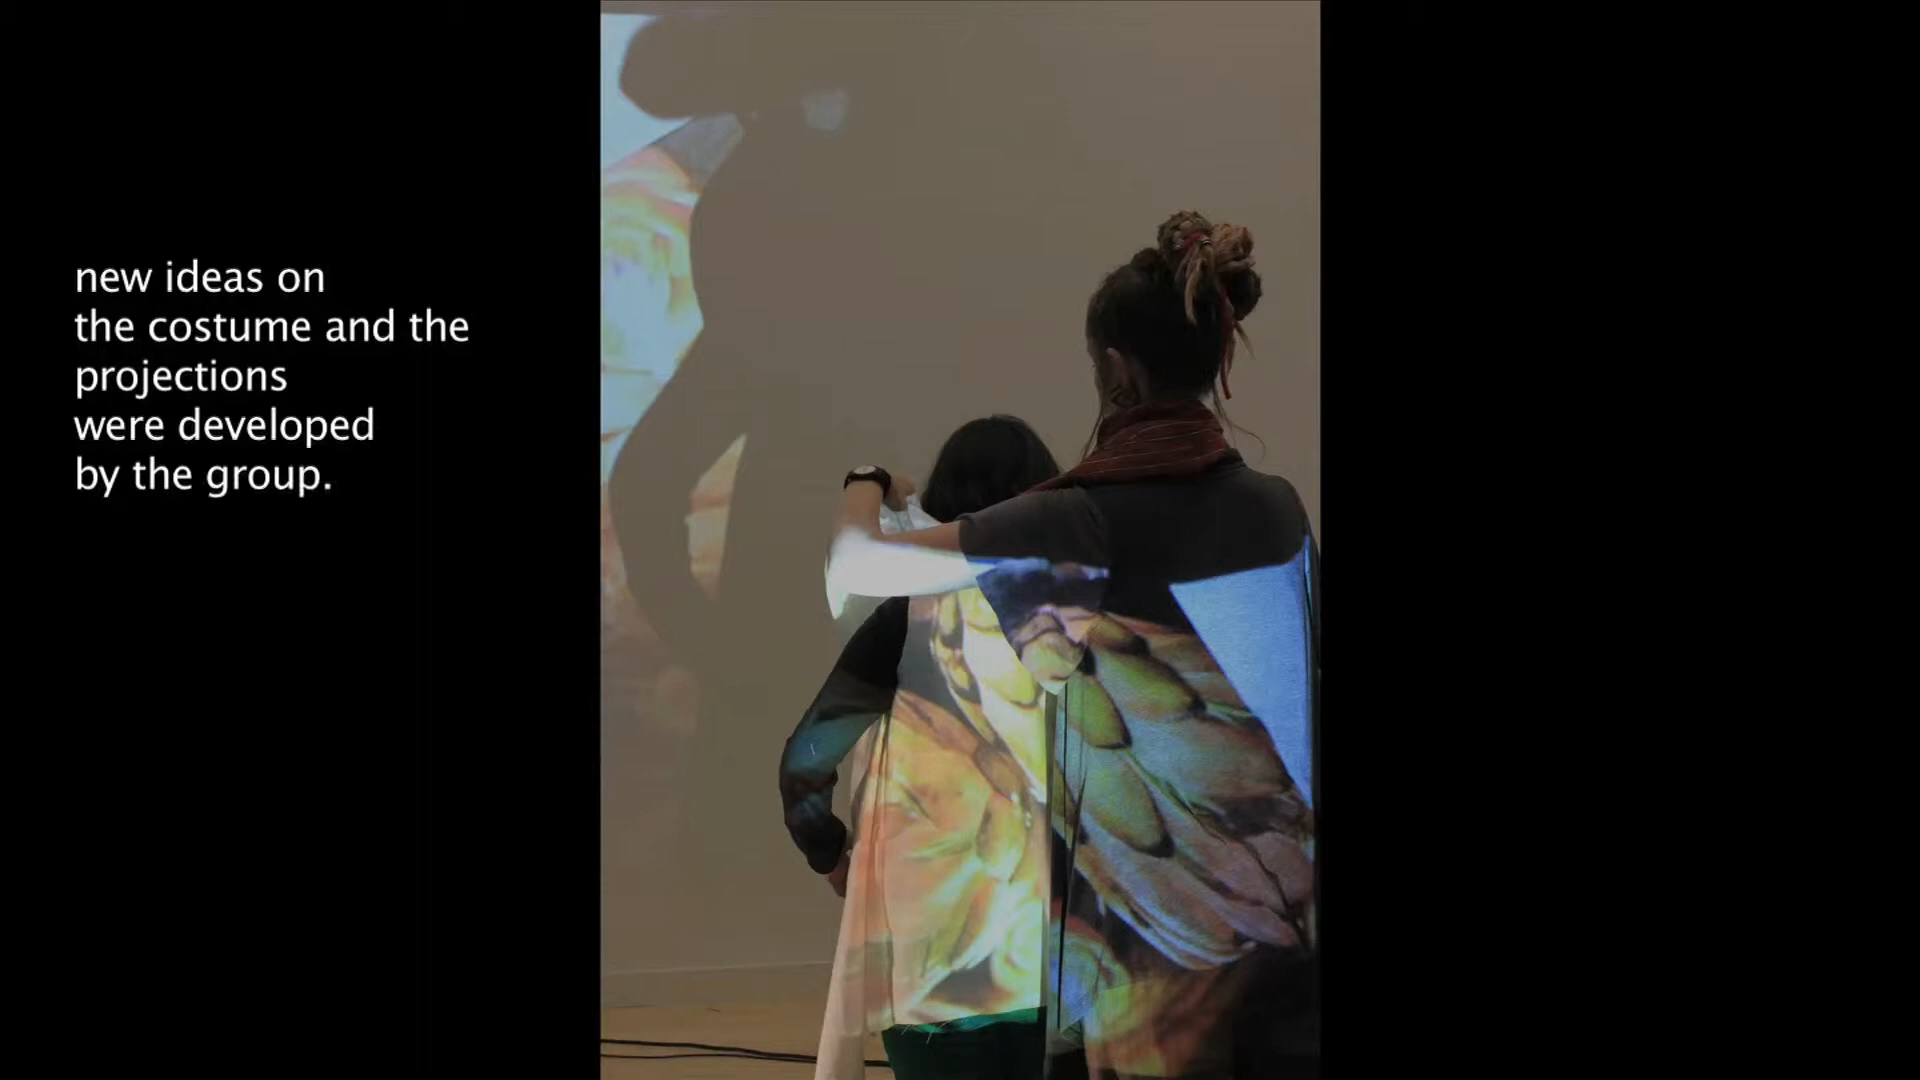 new ideas on
the costume and the
projections
were developed
by the group.